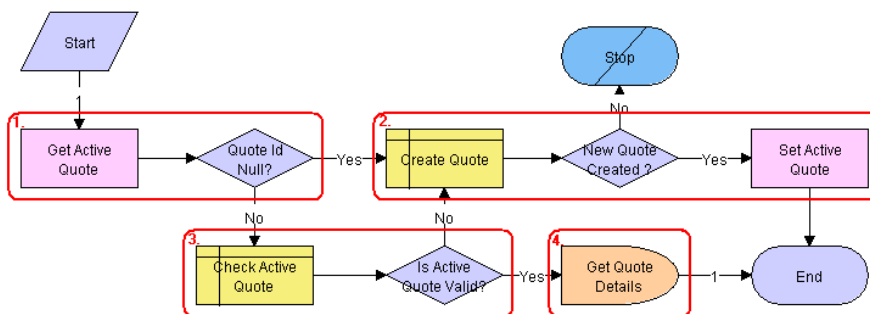 Start
Stop
1
No
1.
2.
Get Active
Quote
Quote Id
Null?
Yes
Create Quote
New Quote
Created ?
Yes
Set Active
Quote
No
No
3.
4.
Check Active
Quote
Is Active
Quote Valid?
Yes
Get Quote
Details
1
End